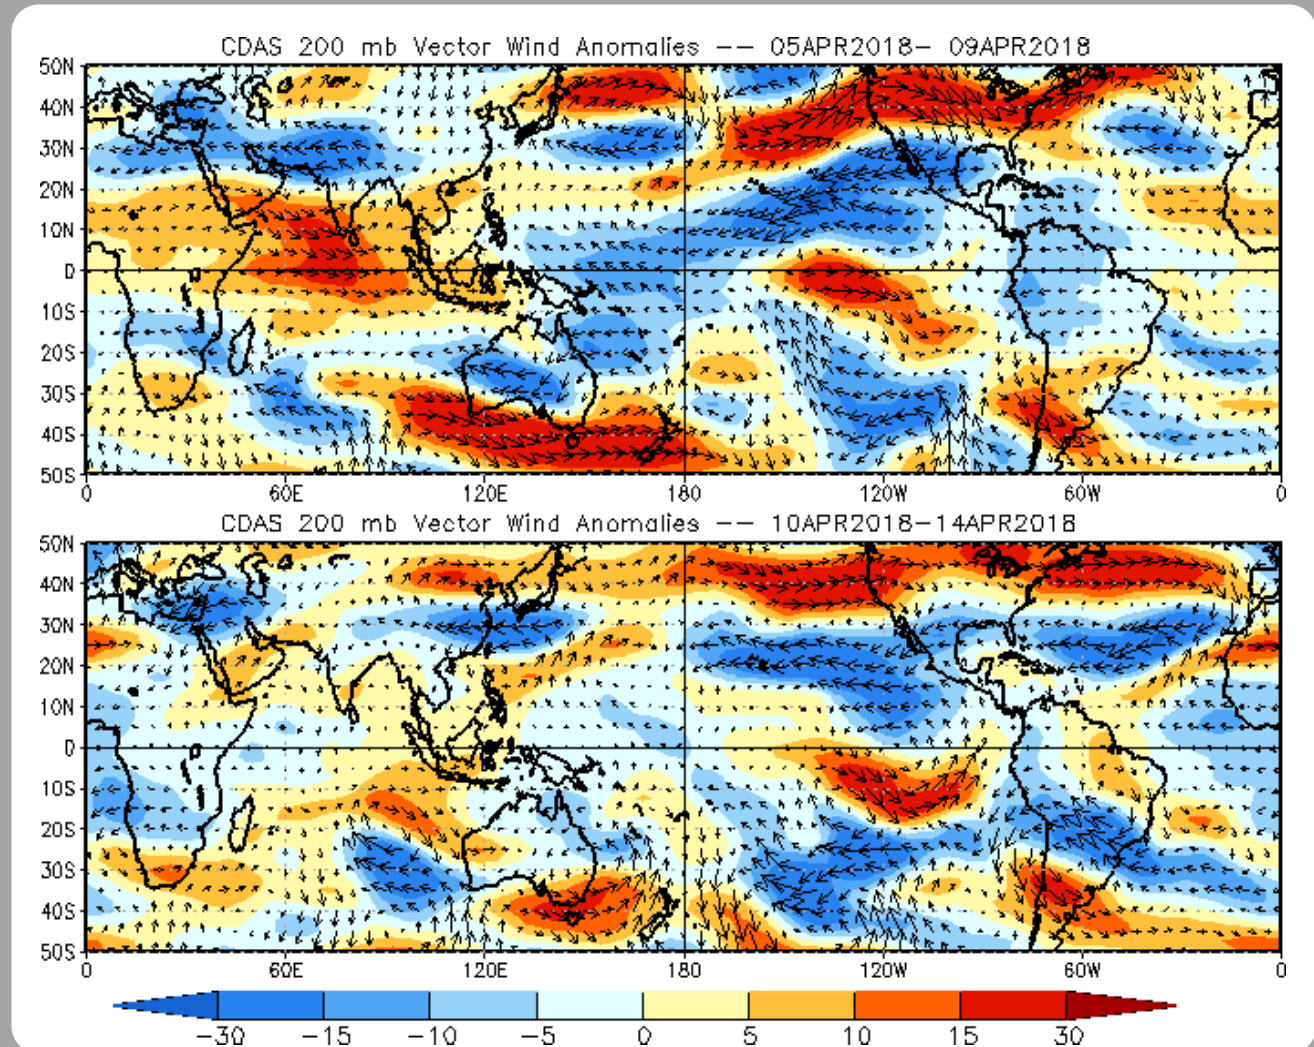 CDAS 200 mb Vector Wind Anomalies -- 05APR2018- 09APR2018
50N
40N
30N
20N
10N
0
10S
20S
30S
40S
50S
0 60E 120E 180 120W 60W 0
CDAS 200 mb Vector Wind Anomalies -- 10APR2018-14APR2018
50N
40N
30N
20N
10N
0
10S
20S
30S
40S
50S
0 60E 120E 180 120W 60W 0
-30 -15 -10 -5 0 5 10 15 30